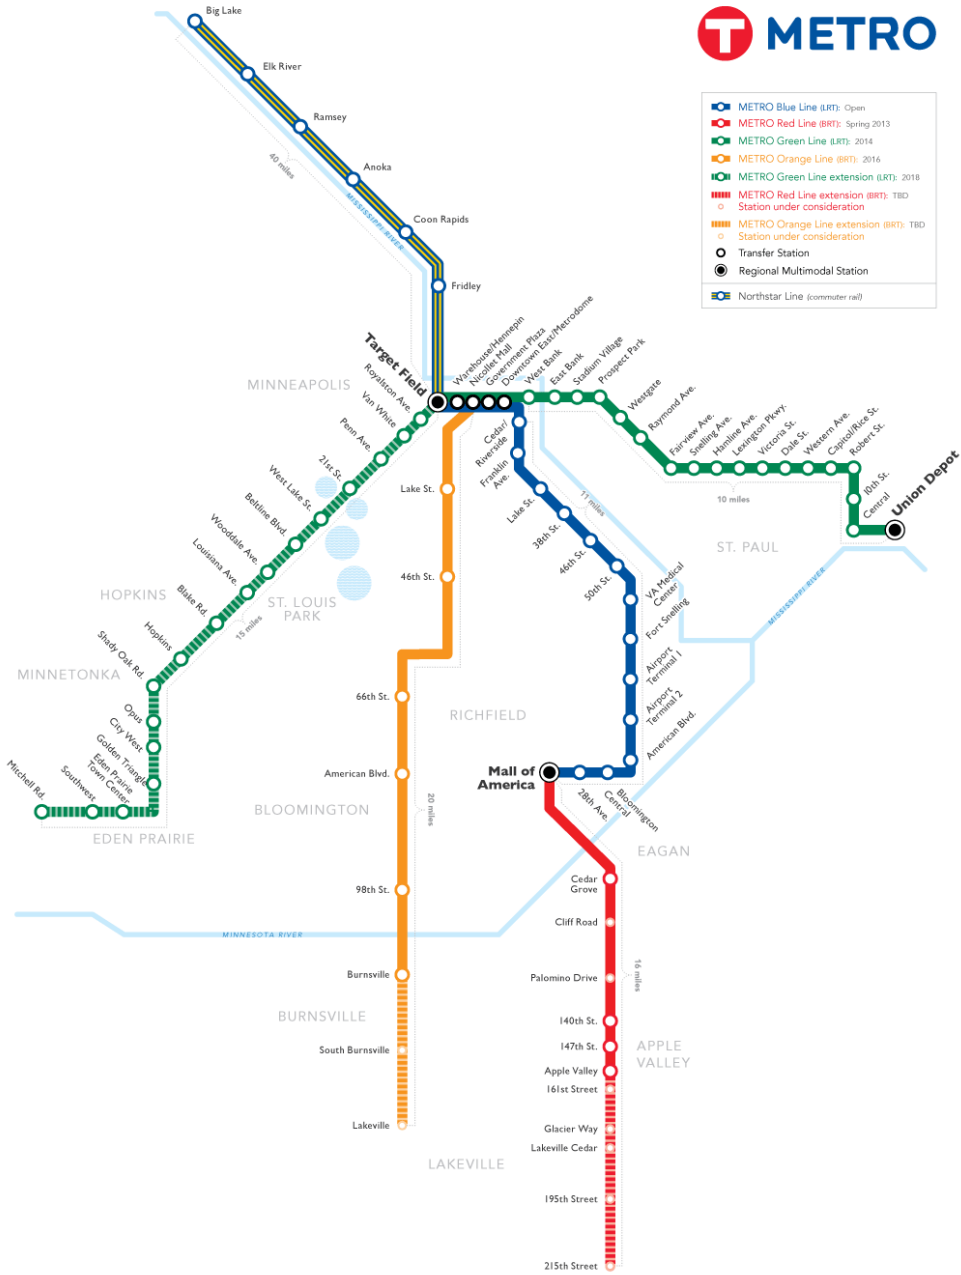 T METRO
METRO Blue Line (LRT): Open
METRO Red Line (BRT): Spring 2013
METRO Green Line (LRT): 2014
METRO Orange Line (BRT): 2016
METRO Green Line extension (LRT): 2018
METRO Red Line extension (BRT): TBD
Station under consideration
METRO Orange Line extension (BRT): TBD
Station under consideration
Transfer Station
Regional Multimodal Station
Northstar Line (commuter rail)
Big Lake
Elk River
Ramsey
Anoka
Coon Rapids
Fridley
40 miles
MISSISSIPPI RIVER
MINNEAPOLIS
Target Field
Warehouse/Hennepin
Nicollet Mall
Government Plaza
Downtown East/Metrodome
West Bank
East Bank
Stadium Village
Prospect Park
Westgate
Raymond Ave.
Fairview Ave.
Snelling Ave.
Hamline Ave.
Lexington Pkwy.
Victoria St.
Dale St.
Western Ave.
Capitol/Rice St.
Robert St.
10th St.
Central
Union Depot
10 miles
ST. PAUL
MISSISSIPPI RIVER
Royalston Ave.
Van White
Penn Ave.
21st St.
West Lake St.
Beltline Blvd.
Wooddale Ave.
Louisiana Ave.
Blake Rd.
Hopkins
Shady Oak Rd.
Opus
City West
Golden Triangle
Eden Prairie
Town Center
Southwest
Mitchell Rd.
15 miles
HOPKINS
ST. LOUIS
PARK
MINNETONKA
EDEN PRAIRIE
Cedar/
Riverside
Franklin
Ave.
Lake St.
38th St.
46th St.
50th St.
VA Medical
Center
Fort Snelling
Airport
Terminal 1
Airport
Terminal 2
American Blvd.
Bloomington
Central
28th Ave.
Mall of
America
11 miles
Lake St.
46th St.
66th St.
American Blvd.
98th St.
Burnsville
South Burnsville
Lakeville
20 miles
RICHFIELD
BLOOMINGTON
MINNESOTA RIVER
BURNSVILLE
LAKEVILLE
EAGAN
Cedar
Grove
Cliff Road
Palomino Drive
140th St.
147th St.
Apple Valley
161st Street
Glacier Way
Lakeville Cedar
195th Street
215th Street
16 miles
APPLE
VALLEY